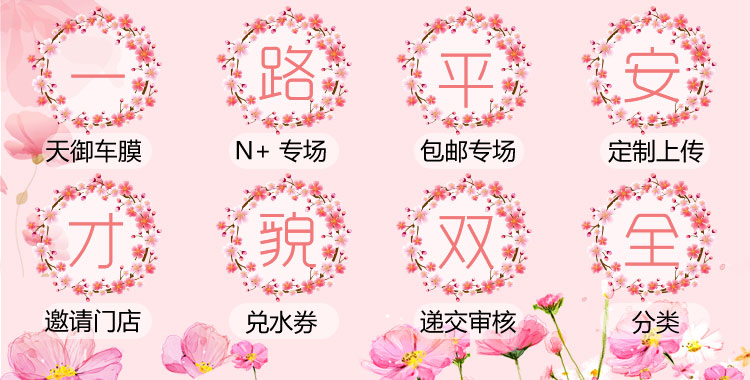 一 路 平 安
天御车膜 N+ 专场 包邮专场 定制上传
才 貌 双 全
邀请门店 兑水券 递交审核 分类